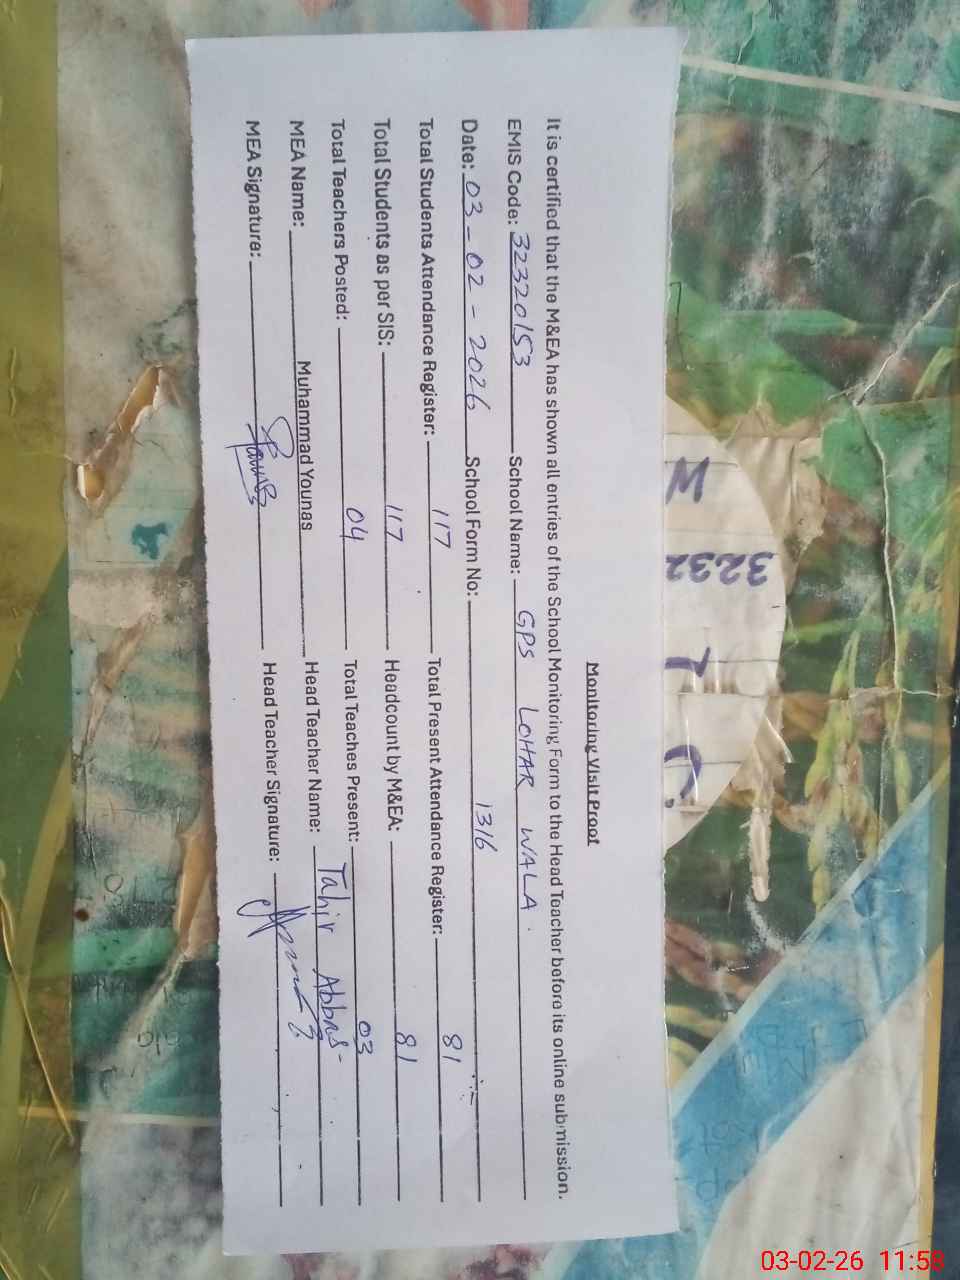 Monitoring Visit Proof
It is certified that the M&EA has shown all entries of the School Monitoring Form to the Head Teacher before its online submission.
EMIS Code: 32320153 School Name: GPS LOHAR WALA
Date: 03-02-2026 School Form No: 1316
Total Students Attendance Register: 117 Total Present Attendance Register: 81
Total Students as per SIS: 117 Headcount by M&EA: 81
Total Teachers Posted: 04 Total Teaches Present: 03
MEA Name: Muhammad Younas Head Teacher Name: Tahir Abbas
MEA Signature: Head Teacher Signature:
W T C.
3232
03-02-26 11:58